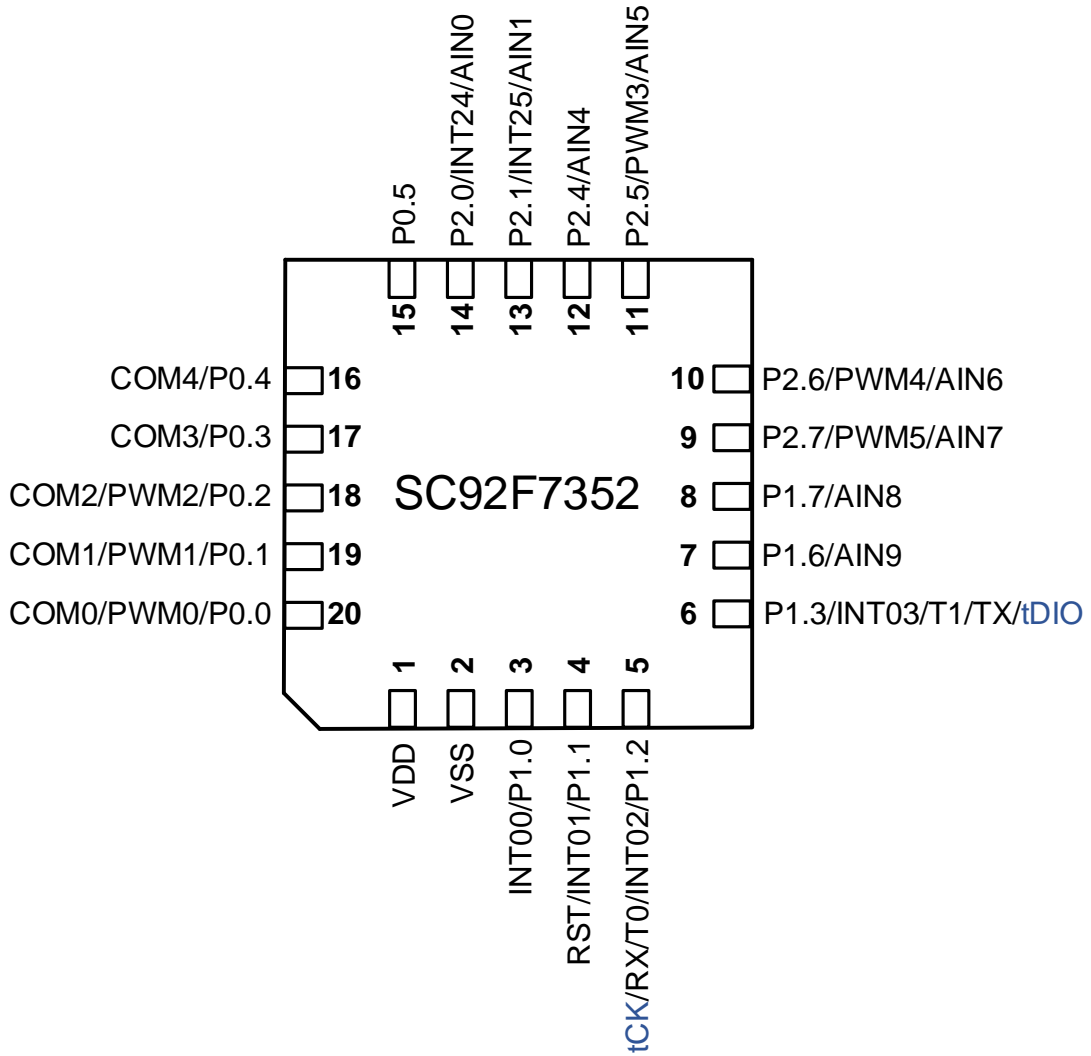 P0.5
P2.0/INT24/AIN0
P2.1/INT25/AIN1
P2.4/AIN4
P2.5/PWM3/AIN5
15
14
13
12
11
COM4/P0.4 16
10 P2.6/PWM4/AIN6
COM3/P0.3 17
9 P2.7/PWM5/AIN7
COM2/PWM2/P0.2 18
SC92F7352
8 P1.7/AIN8
COM1/PWM1/P0.1 19
7 P1.6/AIN9
COM0/PWM0/P0.0 20
6 P1.3/INT03/T1/TX/tDIO
1
2
3
4
5
VDD
VSS
INT00/P1.0
RST/INT01/P1.1
tCK/RX/T0/INT02/P1.2